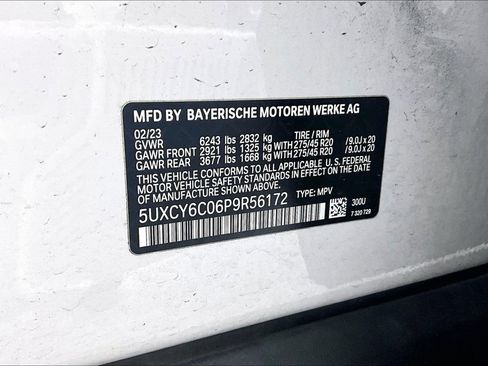 MFD BY BAYERISCHE MOTOREN WERKE AG
02/23
GVWR 6243 lbs 2832 kg TIRE / RIM
GAWR FRONT 2921 lbs 1325 kg WITH 275/45 R20 / 9.0J x 20
GAWR REAR 3677 lbs 1668 kg WITH 275/45 R20 / 9.0J x 20
THIS VEHICLE CONFORMS TO ALL APPLICABLE FEDERAL MOTOR
VEHICLE SAFETY STANDARDS IN EFFECT ON THE DATE OF
MANUFACTURE SHOWN ABOVE.
5UXCY6C06P9R56172 TYPE: MPV
300U
7 320 729